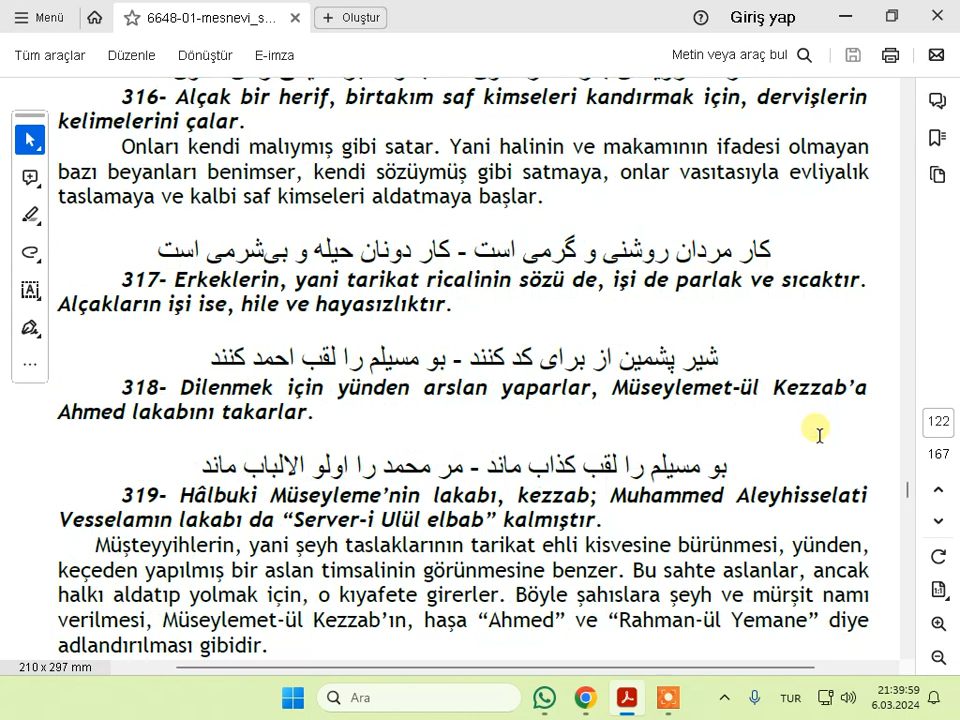 Menü
6648-01-mesnevi_s...
Oluştur
Giriş yap
Tüm araçlar Düzenle Dönüştür E-imza
Metin veya araç bul
316- Alçak bir herif, birtakım saf kimseleri kandırmak için, dervişlerin
kelimelerini çalar.
Onları kendi malıymış gibi satar. Yani halinin ve makamının ifadesi olmayan
bazı beyanları benimser, kendi sözüymüş gibi satmaya, onlar vasıtasıyla evliyalık
taslamaya ve kalbi saf kimseleri aldatmaya başlar.
کار مردان روشنی و گرمی است - کار دونان حیله و بی‌شرمی است
317- Erkeklerin, yani tarikat ricalinin sözü de, işi de parlak ve sıcaktır.
Alçakların işi ise, hile ve hayasızlıktır.
شیر پشمین از برای کد کنند - بو مسیلم را لقب احمد کنند
318- Dilenmek için yünden arslan yaparlar, Müseylemet-ül Kezzab’a
Ahmed lakabını takarlar.
بو مسیلم را لقب کذاب ماند - مر محمد را اولو الالباب ماند
319- Hâlbuki Müseyleme’nin lakabı, kezzab; Muhammed Aleyhisselati
Vesselamın lakabı da “Server-i Ulül elbab” kalmıştır.
Müşteyyihlerin, yani şeyh taslaklarının tarikat ehli kisvesine bürünmesi, yünden,
keçeden yapılmış bir aslan timsalinin görünmesine benzer. Bu sahte aslanlar, ancak
halkı aldatıp yolmak için, o kıyafete girerler. Böyle şahıslara şeyh ve mürşit namı
verilmesi, Müseylemet-ül Kezzab’ın, haşa “Ahmed” ve “Rahman-ül Yemane” diye
adlandırılması gibidir.
122
167
210 x 297 mm
Ara
TUR
21:39:59
6.03.2024